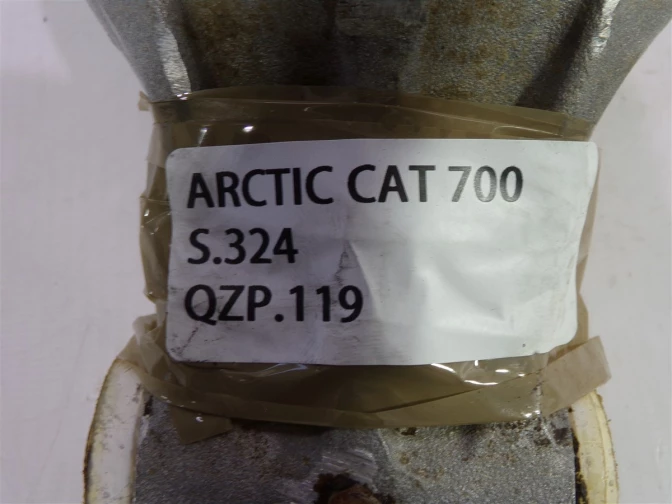 ARCTIC CAT 700
S.324
QZP.119